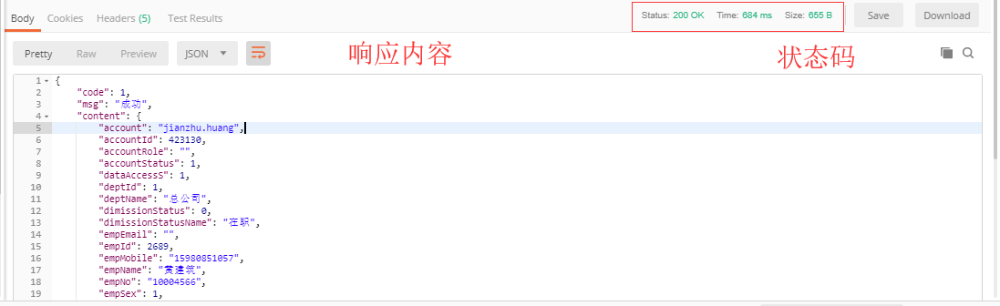 Body Cookies Headers (5) Test Results Status: 200 OK Time: 684 ms Size: 655 B Save Download
Pretty Raw Preview JSON 响应内容 状态码
1 {
2 "code": 1,
3 "msg": "成功",
4 "content": {
5 "account": "jianzhu.huang",
6 "accountId": 423130,
7 "accountRole": "",
8 "accountStatus": 1,
9 "dataAccessS": 1,
10 "deptId": 1,
11 "deptName": "总公司",
12 "dimissionStatus": 0,
13 "dimissionStatusName": "在职",
14 "empEmail": "",
15 "empId": 2689,
16 "empMobile": "15980851057",
17 "empName": "黄建筑",
18 "empNo": "10004566",
19 "empSex": 1,